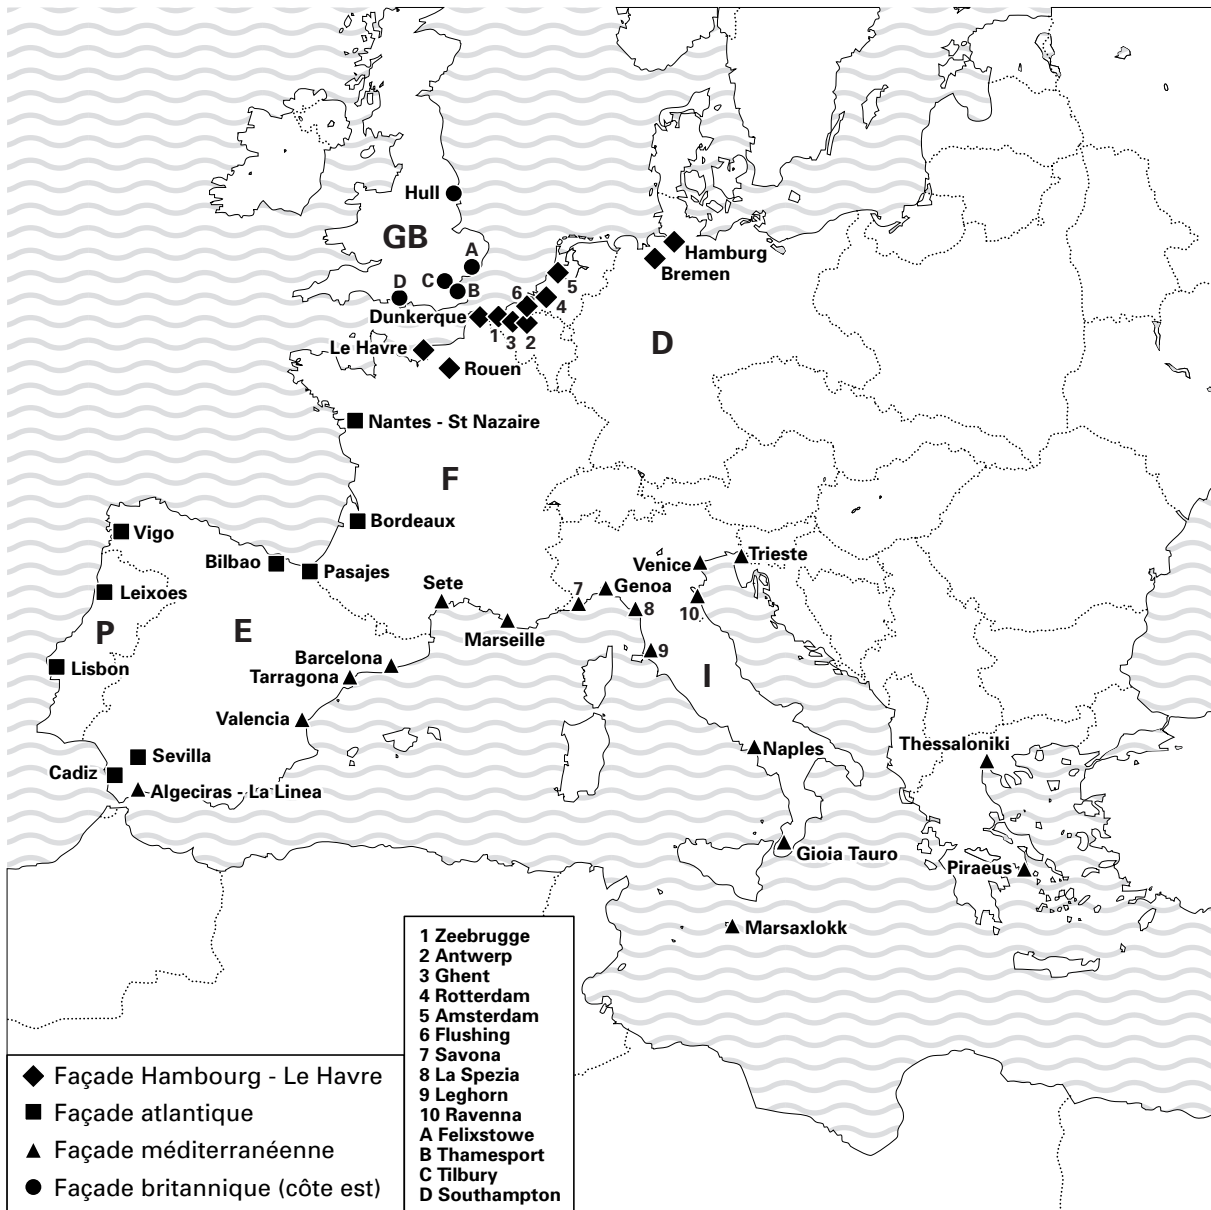 Hull
GB
A
C
B
D
Hamburg
Bremen
5
6
4
Dunkerque
1
3
2
Le Havre
Rouen
D
Nantes - St Nazaire
F
Bordeaux
Vigo
Bilbao
Pasajes
Leixoes
P
E
Lisbon
Sete
Marseille
Venice
Trieste
Genoa
7
8
10
9
I
Barcelona
Tarragona
Valencia
Sevilla
Cadiz
Algeciras - La Linea
Naples
Thessaloniki
Gioia Tauro
Piraeus
Marsaxlokk
1 Zeebrugge
2 Antwerp
3 Ghent
4 Rotterdam
5 Amsterdam
6 Flushing
7 Savona
8 La Spezia
9 Leghorn
10 Ravenna
A Felixstowe
B Thamesport
C Tilbury
D Southampton
Façade Hambourg - Le Havre
Façade atlantique
Façade méditerranéenne
Façade britannique (côte est)